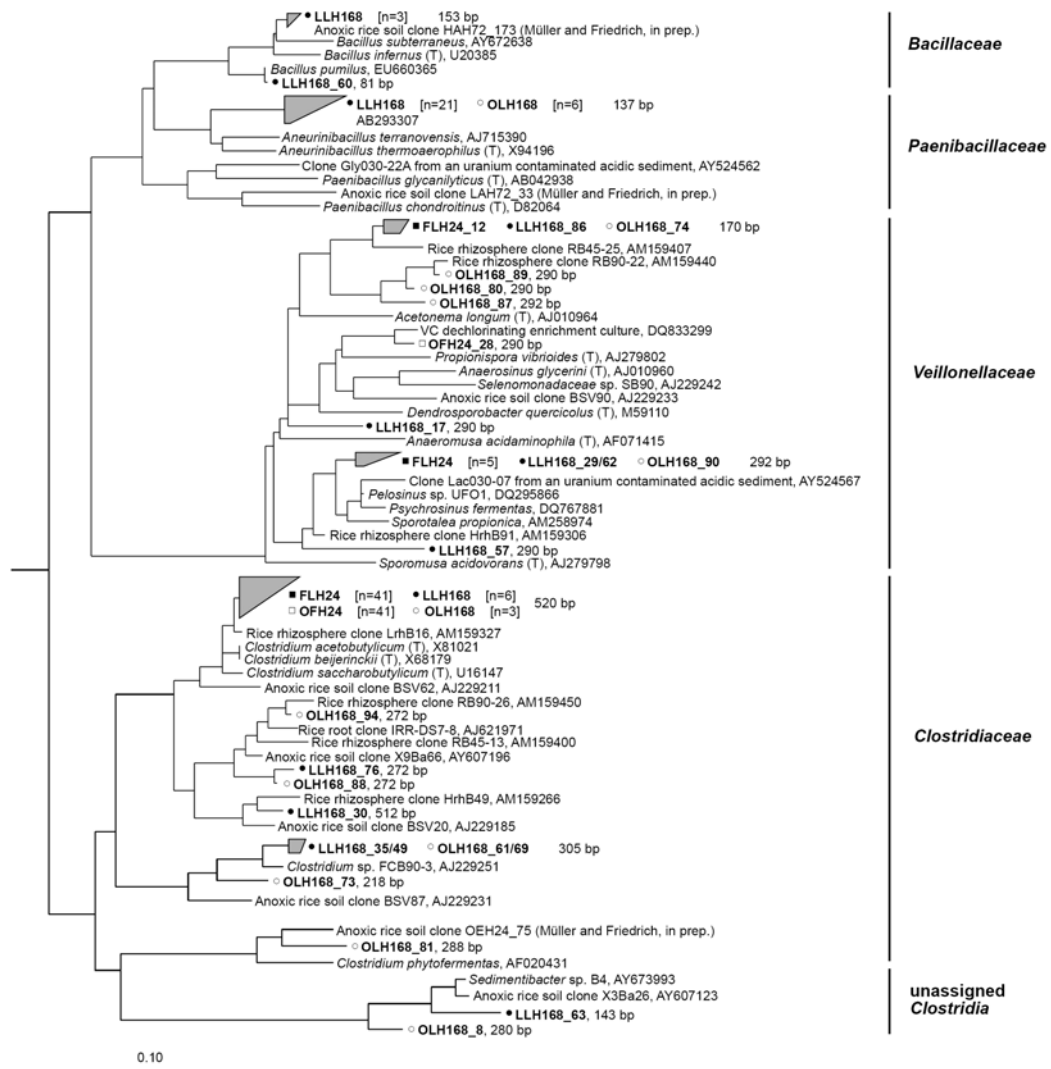 ● LLH168 [n=3] 153 bp
Anoxic rice soil clone HAH72_173 (Müller and Friedrich, in prep.)
Bacillus subterraneus, AY672638
Bacillus infernus (T), U20385
Bacillus pumilus, EU660365
● LLH168_60, 81 bp
Bacillaceae
● LLH168 [n=21] ○ OLH168 [n=6] 137 bp
AB293307
Aneurinibacillus terranovensis, AJ715390
Aneurinibacillus thermoaerophilus (T), X94196
Clone Gly030-22A from an uranium contaminated acidic sediment, AY524562
Paenibacillus glycanilyticus (T), AB042938
Anoxic rice soil clone LAH72_33 (Müller and Friedrich, in prep.)
Paenibacillus chondroitinus (T), D82064
Paenibacillaceae
■ FLH24_12 ● LLH168_86 ○ OLH168_74 170 bp
Rice rhizosphere clone RB45-25, AM159407
Rice rhizosphere clone RB90-22, AM159440
○ OLH168_89, 290 bp
○ OLH168_80, 290 bp
○ OLH168_87, 292 bp
Acetonema longum (T), AJ010964
VC dechlorinating enrichment culture, DQ833299
□ OFH24_28, 290 bp
Propionispora vibrioides (T), AJ279802
Anaerosinus glycerini (T), AJ010960
Selenomonadaceae sp. SB90, AJ229242
Anoxic rice soil clone BSV90, AJ229233
Dendrosporobacter quercicolus (T), M59110
● LLH168_17, 290 bp
Anaeromusa acidaminophila (T), AF071415
■ FLH24 [n=5] ● LLH168_29/62 ○ OLH168_90 292 bp
Clone Lac030-07 from an uranium contaminated acidic sediment, AY524567
Pelosinus sp. UFO1, DQ295866
Psychrosinus fermentas, DQ767881
Sporotalea propionica, AM258974
Rice rhizosphere clone HrhB91, AM159306
● LLH168_57, 290 bp
Sporomusa acidovorans (T), AJ279798
Veillonellaceae
■ FLH24 [n=41] ● LLH168 [n=6]
□ OFH24 [n=41] ○ OLH168 [n=3]
520 bp
Rice rhizosphere clone LrhB16, AM159327
Clostridium acetobutylicum (T), X81021
Clostridium beijerinckii (T), X68179
Clostridium saccharobutylicum (T), U16147
Anoxic rice soil clone BSV62, AJ229211
Rice rhizosphere clone RB90-26, AM159450
○ OLH168_94, 272 bp
Rice root clone IRR-DS7-8, AJ621971
Rice rhizosphere clone RB45-13, AM159400
Anoxic rice soil clone X9Ba66, AY607196
● LLH168_76, 272 bp
○ OLH168_88, 272 bp
Rice rhizosphere clone HrhB49, AM159266
● LLH168_30, 512 bp
Anoxic rice soil clone BSV20, AJ229185
● LLH168_35/49 ○ OLH168_61/69 305 bp
Clostridium sp. FCB90-3, AJ229251
○ OLH168_73, 218 bp
Anoxic rice soil clone BSV87, AJ229231
Anoxic rice soil clone OEH24_75 (Müller and Friedrich, in prep.)
○ OLH168_81, 288 bp
Clostridium phytofermentas, AF020431
Clostridiaceae
Sedimentibacter sp. B4, AY673993
Anoxic rice soil clone X3Ba26, AY607123
● LLH168_63, 143 bp
○ OLH168_8, 280 bp
unassigned
Clostridia
0.10